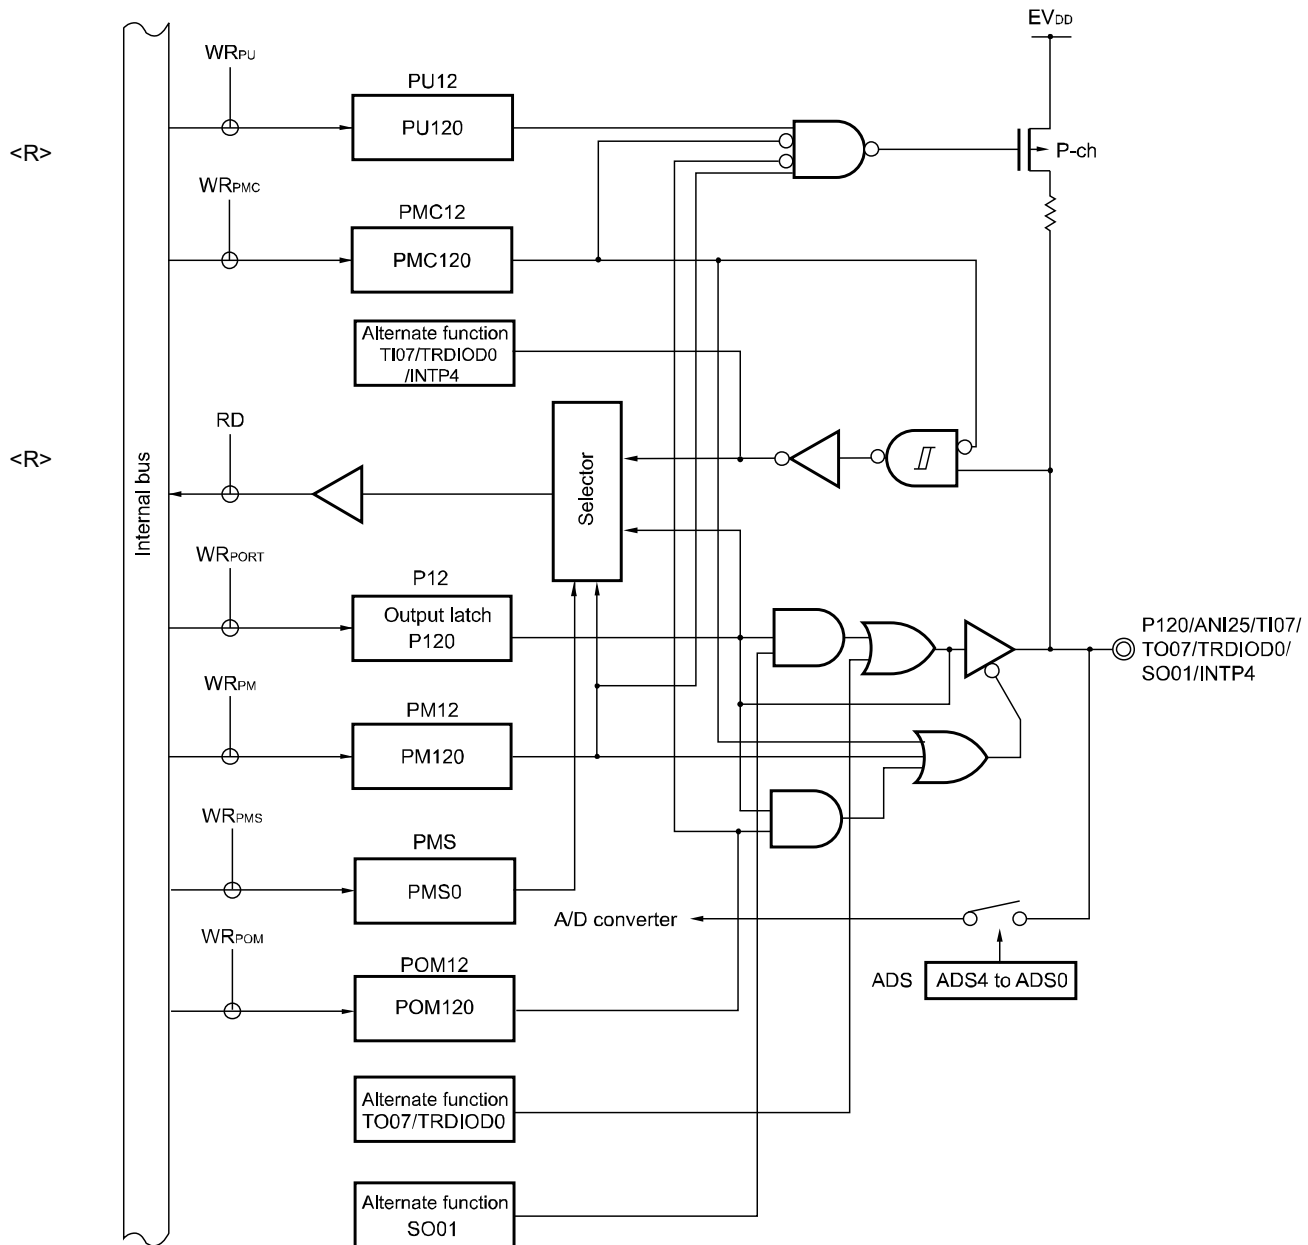 EVDD
WRPU
PU12
PU120
<R>
P-ch
WRPMC
PMC12
PMC120
Alternate function
TI07/TRDIOD0
/INTP4
RD
<R>
Selector
Internal bus
WRPORT
P12
Output latch
P120
P120/ANI25/TI07/
TO07/TRDIOD0/
SO01/INTP4
WRPM
PM12
PM120
WRPMS
PMS
PMS0
A/D converter
WRPOM
POM12
POM120
ADS
ADS4 to ADS0
Alternate function
TO07/TRDIOD0
Alternate function
SO01